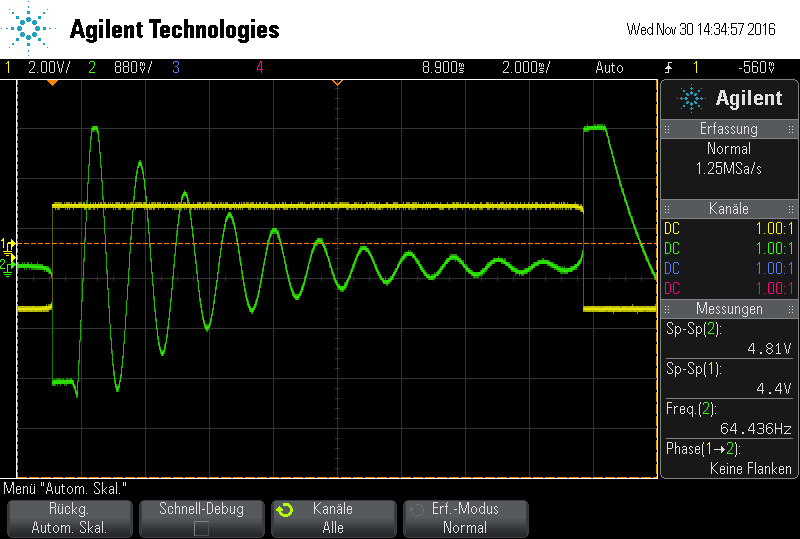 Agilent Technologies
Wed Nov 30 14:34:57 2016
1 2.00V/ 2 880mV/ 3 4 8.900ms 2.000ms/ Auto 1 -560mV
Agilent
Erfassung
Normal
1.25MSa/s
Kanäle
DC 1.00:1
DC 1.00:1
DC 1.00:1
DC 1.00:1
Messungen
Sp-Sp(2):
4.81V
Sp-Sp(1):
4.4V
Freq.(2):
64.436Hz
Phase(1→2):
Keine Flanken
1
2
Menü "Autom. Skal."
Rückg.
Autom. Skal.
Schnell-Debug
Kanäle
Alle
Erf.-Modus
Normal